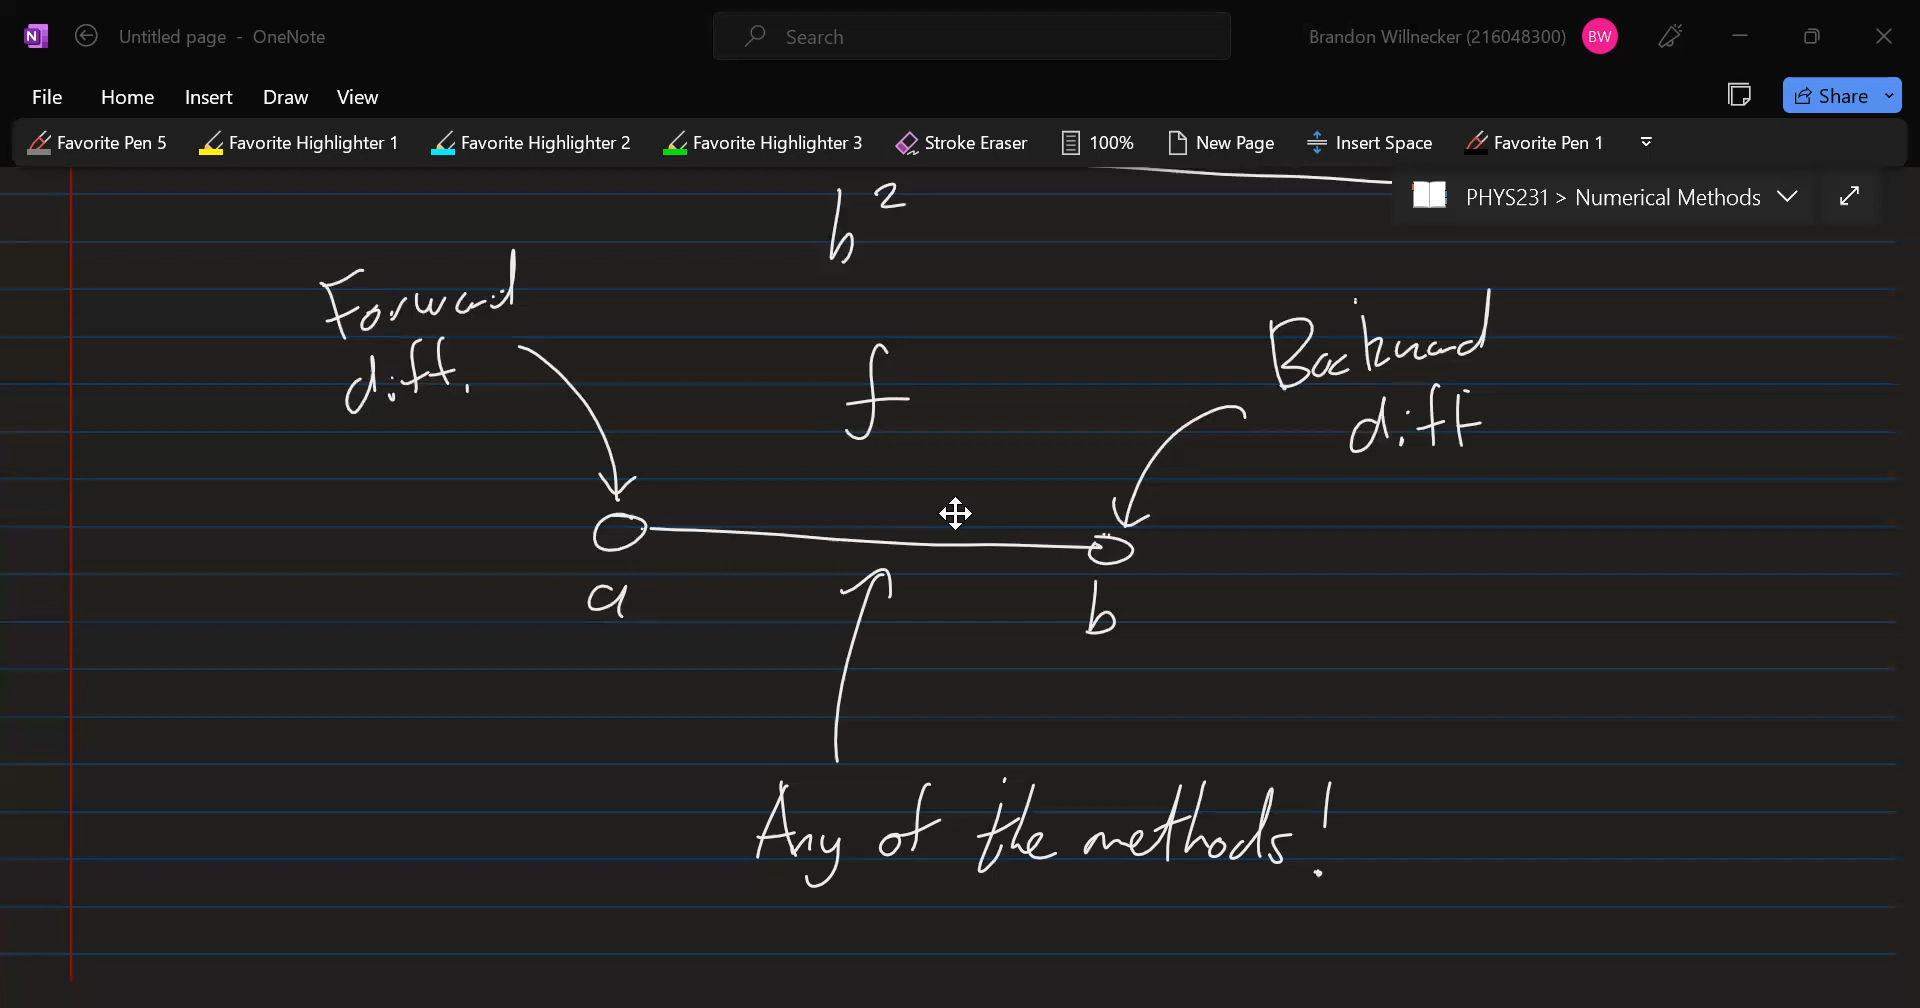 Untitled page - OneNote
Search
Brandon Willnecker (216048300)
BW
File Home Insert Draw View
Share
Favorite Pen 5 Favorite Highlighter 1 Favorite Highlighter 2 Favorite Highlighter 3 Stroke Eraser 100% New Page Insert Space Favorite Pen 1
PHYS231 > Numerical Methods
h²
Forward
diff.
f
Backward
diff
a
b
Any of the methods!